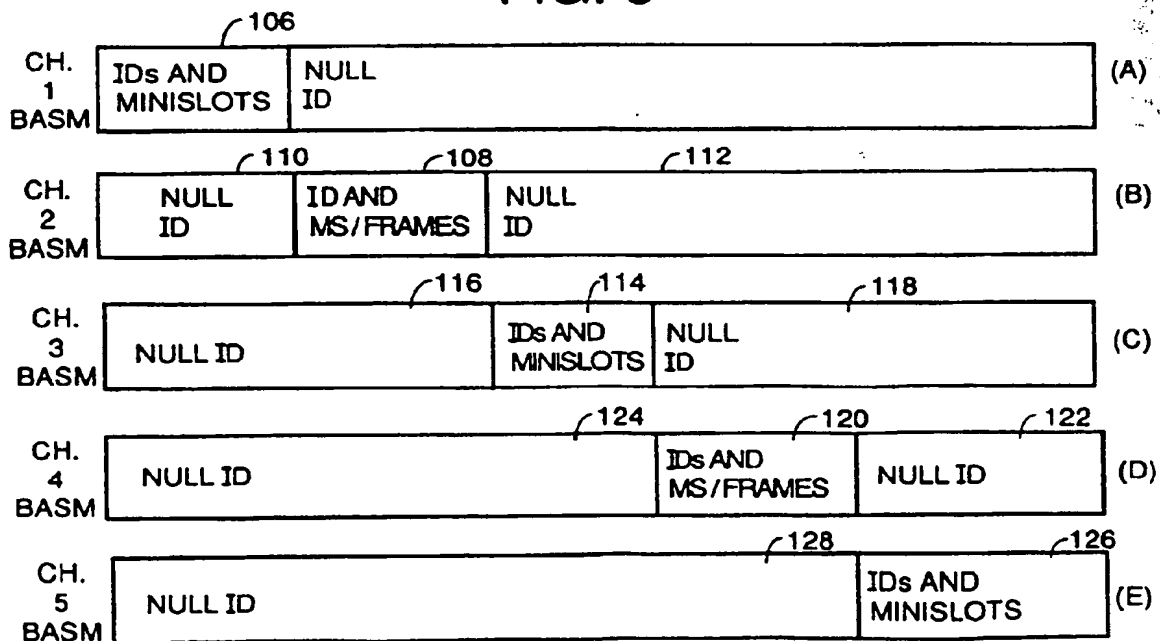 106
CH.
1
BASM
IDs AND
MINISLOTS
NULL
ID
(A)
110
108
112
CH.
2
BASM
NULL
ID
ID AND
MS/FRAMES
NULL
ID
(B)
116
114
118
CH.
3
BASM
NULL ID
IDs AND
MINISLOTS
NULL
ID
(C)
124
120
122
CH.
4
BASM
NULL ID
IDs AND
MS/FRAMES
NULL ID
(D)
128
126
CH.
5
BASM
NULL ID
IDs AND
MINISLOTS
(E)